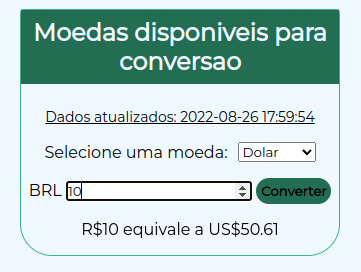 Moedas disponiveis para
conversao
Dados atualizados: 2022-08-26 17:59:54
Selecione uma moeda: Dolar
BRL 10 Converter
R$10 equivale a US$50.61